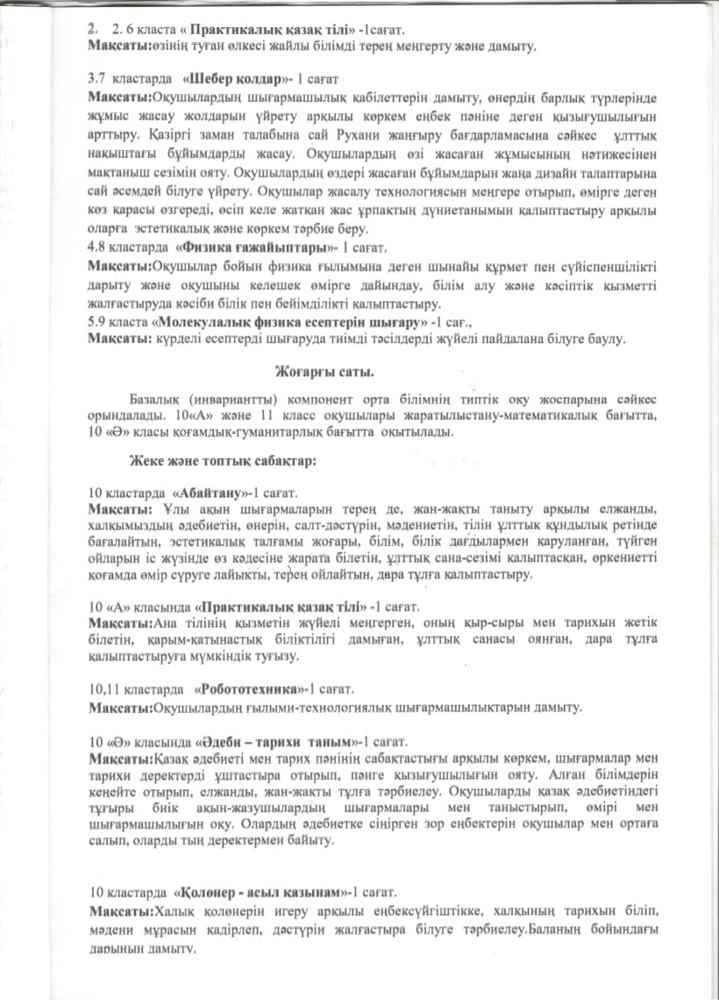 2. 2. 6 класта « Практикалық қазақ тілі» -1сағат.
Мақсаты:өзінің туған өлкесі жайлы білімді терең меңгерту және дамыту.
3.7 кластарда «Шебер қолдар»- 1 сағат
Мақсаты:Оқушылардың шығармашылық қабілеттерін дамыту, өнердің барлық түрлерінде
жұмыс жасау жолдарын үйрету арқылы көркем еңбек пәніне деген қызығушылығын
арттыру. Қазіргі заман талабына сай Рухани жаңғыру бағдарламасына сәйкес ұлттық
нақыштағы бұйымдарды жасау. Оқушылардың өзі жасаған жұмысының нәтижесінен
мақтаныш сезімін ояту. Оқушылардың өздері жасаған бұйымдарын жаңа дизайн талаптарына
сай әсемдей білуге үйрету. Оқушылар жасалу технологиясын меңгере отырып, өмірге деген
көз қарасы өзгереді, өсіп келе жатқан жас ұрпақтың дүниетанымын қалыптастыру арқылы
оларға эстетикалық және көркем тәрбие беру.
4.8 кластарда «Физика ғажайыптары»- 1 сағат.
Мақсаты:Оқушылар бойын физика ғылымына деген шынайы құрмет пен сүйіспеншілікті
дарыту және оқушыны келешек өмірге дайындау, білім алу және кәсіптік қызметті
жалғастыруда кәсіби білік пен бейімділікті қалыптастыру.
5.9 класта «Молекулалық физика есептерін шығару» -1 сағ.,
Мақсаты: күрделі есептерді шығаруда тиімді тәсілдерді жүйелі пайдалана білуге баулу.
Жоғарғы саты.
Базалық (инвариантты) компонент орта білімнің типтік оқу жоспарына сәйкес
орындалады. 10«А» және 11 класс оқушылары жаратылыстану-математикалық бағытта,
10 «Ә» класы қоғамдық-гуманитарлық бағытта оқытылады.
Жеке және топтық сабақтар:
10 кластарда «Абайтану»-1 сағат.
Мақсаты: Ұлы ақын шығармаларын терең де, жан-жақты таныту арқылы елжанды,
халқымыздың әдебиетін, өнерін, салт-дәстүрін, мәдениетін, тілін ұлттық құндылық ретінде
бағалайтын, эстетикалық талғамы жоғары, білім, білік дағдылармен қаруланған, түйген
ойларын іс жүзінде өз кәдесіне жарата білетін, ұлттық сана-сезімі қалыптасқан, өркениетті
қоғамда өмір сүруге лайықты, терең ойлайтын, дара тұлға қалыптастыру.
10 «А» класында «Практикалық қазақ тілі» -1 сағат.
Мақсаты:Ана тілінің қызметін жүйелі меңгерген, оның қыр-сыры мен тарихын жетік
білетін, қарым-қатынастық біліктілігі дамыған, ұлттық санасы оянған, дара тұлға
қалыптастыруға мүмкіндік туғызу.
10,11 кластарда «Робототехника»-1 сағат.
Мақсаты:Оқушылардың ғылыми-технологиялық шығармашылықтарын дамыту.
10 «Ә» класында «Әдеби – тарихи таным»-1 сағат.
Мақсаты:Қазақ әдебиеті мен тарих пәнінің сабақтастығы арқылы көркем, шығармалар мен
тарихи деректерді ұштастыра отырып, пәнге қызығушылығын ояту. Алған білімдерін
кеңейте отырып, елжанды, жан-жақты тұлға тәрбиелеу. Оқушыларды қазақ әдебиетіндегі
тұғыры биік ақын-жазушылардың шығармалары мен таныстырып, өмірі мен
шығармашылығын оқу. Олардың әдебиетке сіңірген зор еңбектерін оқушылар мен ортаға
салып, оларды тың деректермен байыту.
10 кластарда «Қолөнер - асыл қазынам»-1 сағат.
Мақсаты:Халық қолөнерін игеру арқылы еңбексүйгіштікке, халқының тарихын біліп,
мәдени мұрасын қадірлеп, дәстүрін жалғастыра білуге тәрбиелеу.Баланың бойындағы
дарынын дамыту.